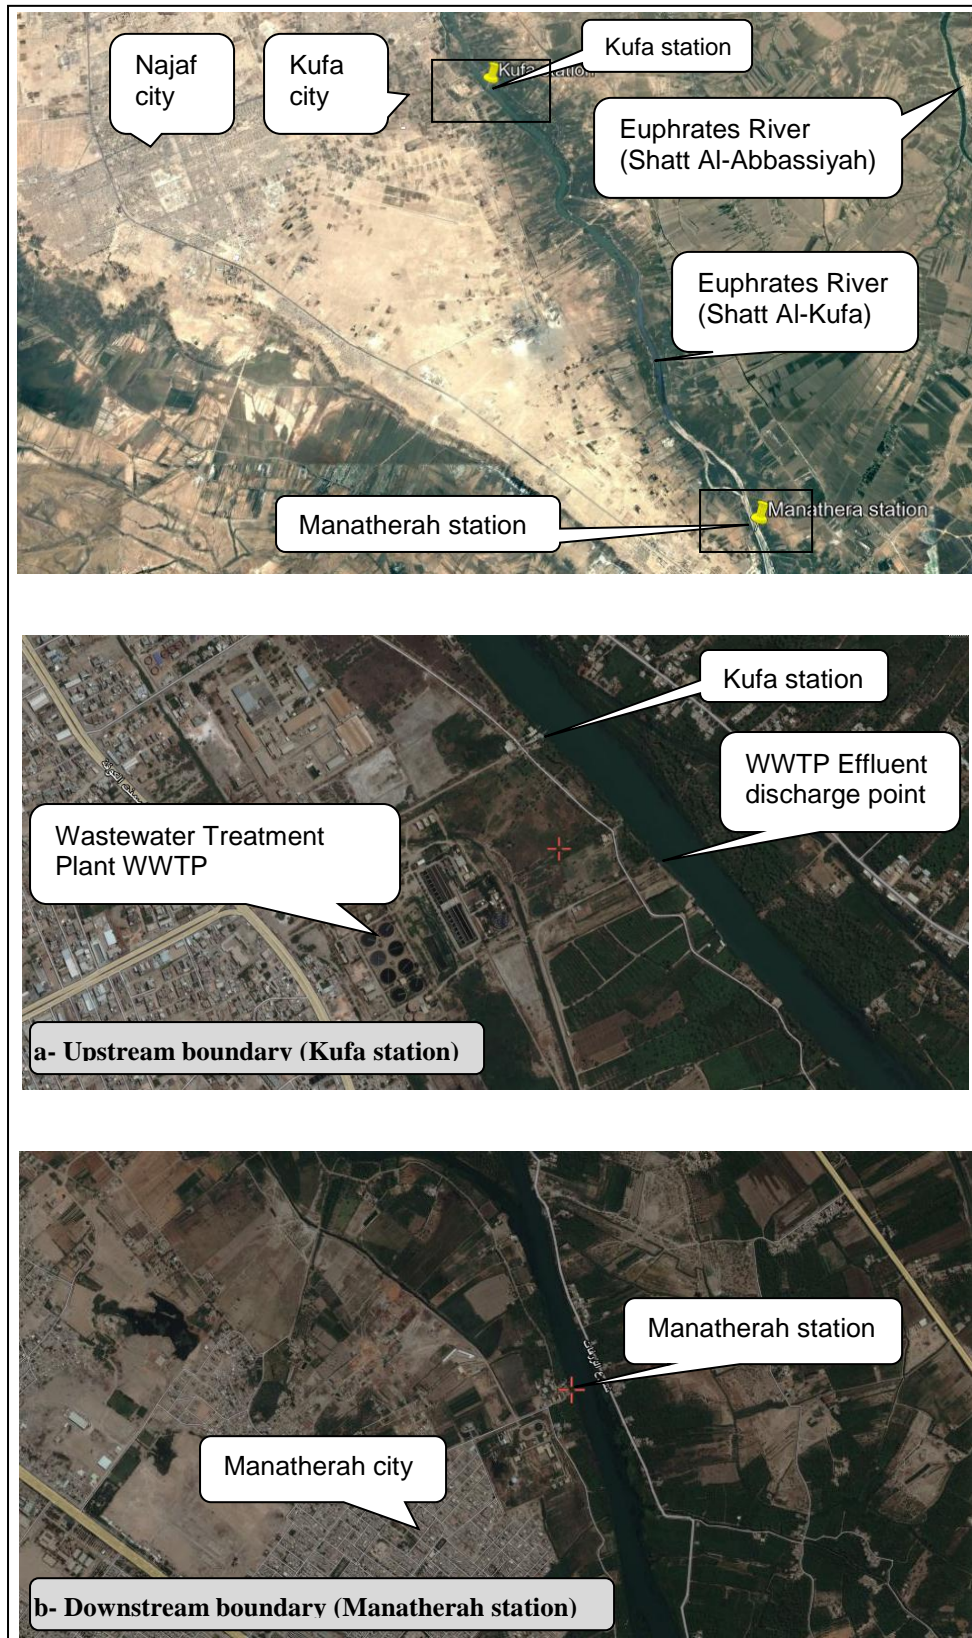 Najaf
city
Kufa
city
Kufa station
Kufa station
Euphrates River
(Shatt Al-Abbassiyah)
Euphrates River
(Shatt Al-Kufa)
Manatherah station
Manathera station
Kufa station
WWTP Effluent
discharge point
Wastewater Treatment
Plant WWTP
a- Upstream boundary (Kufa station)
Manatherah station
Manatherah city
b- Downstream boundary (Manatherah station)